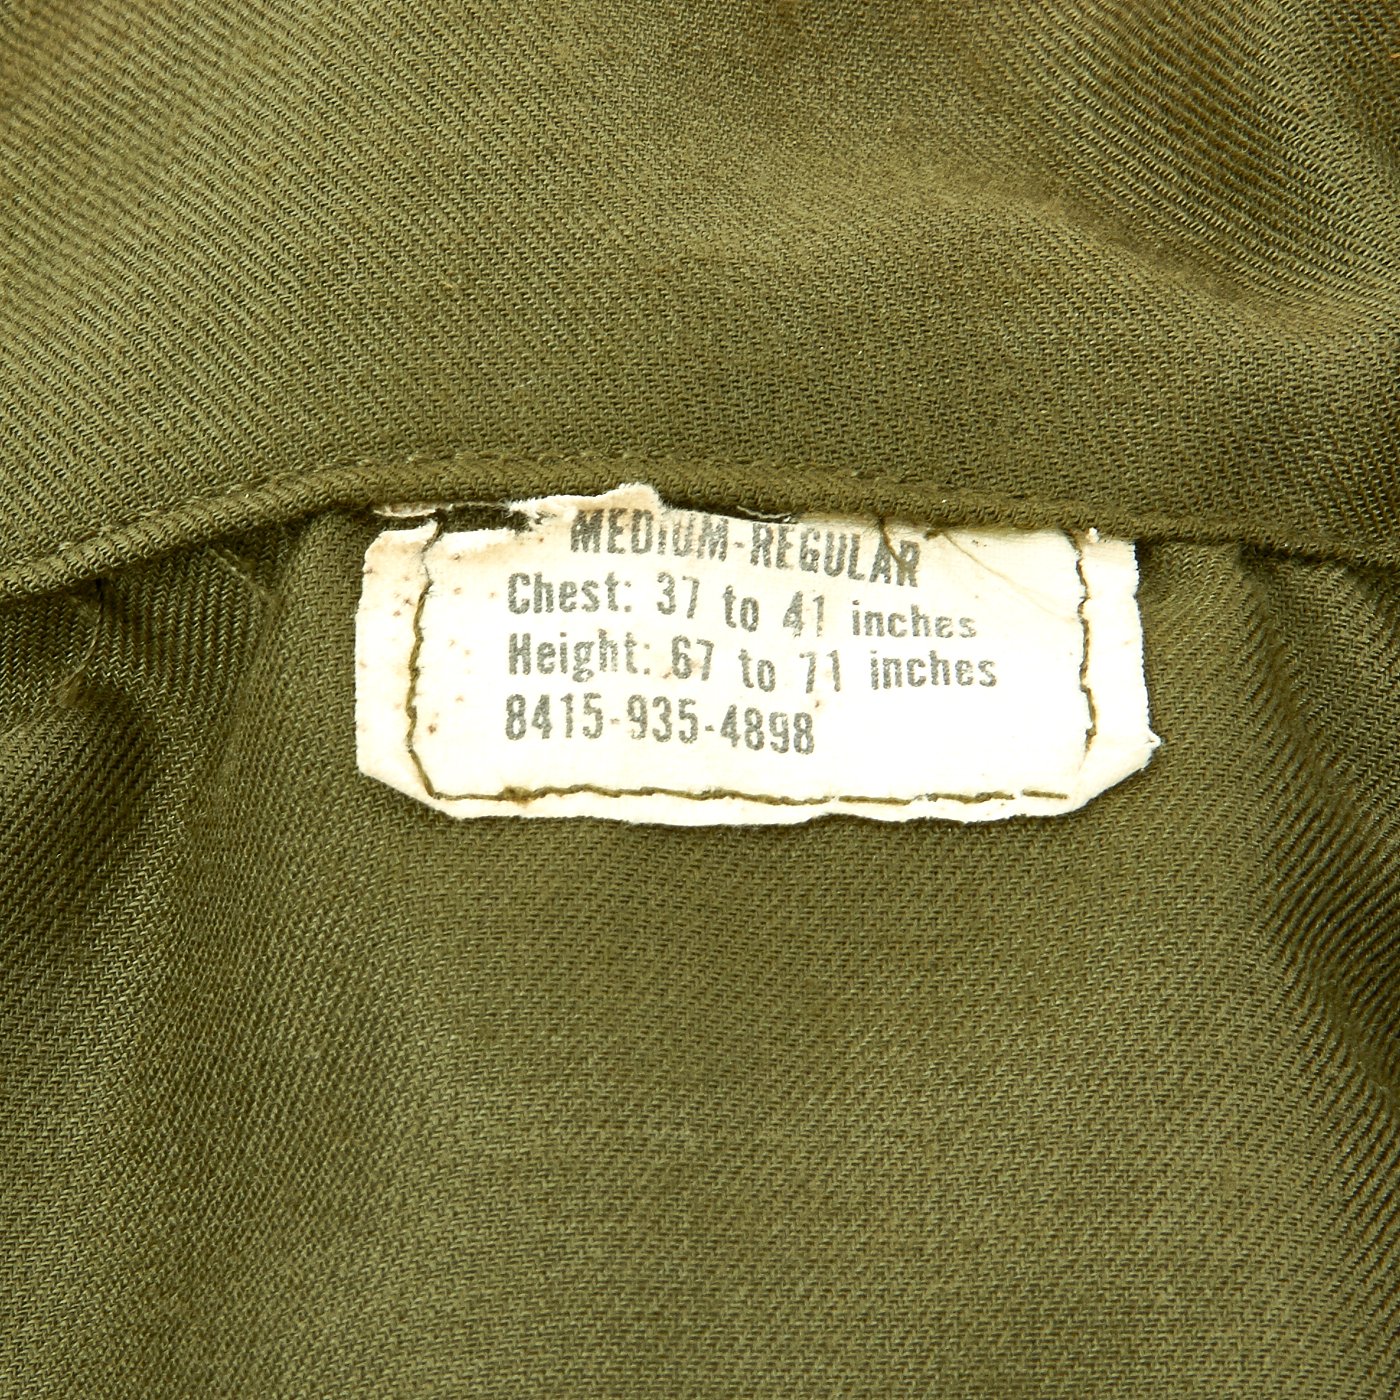 MEDIUM-REGULAR
Chest: 37 to 41 inches
Height: 67 to 71 inches
8415-935-4898